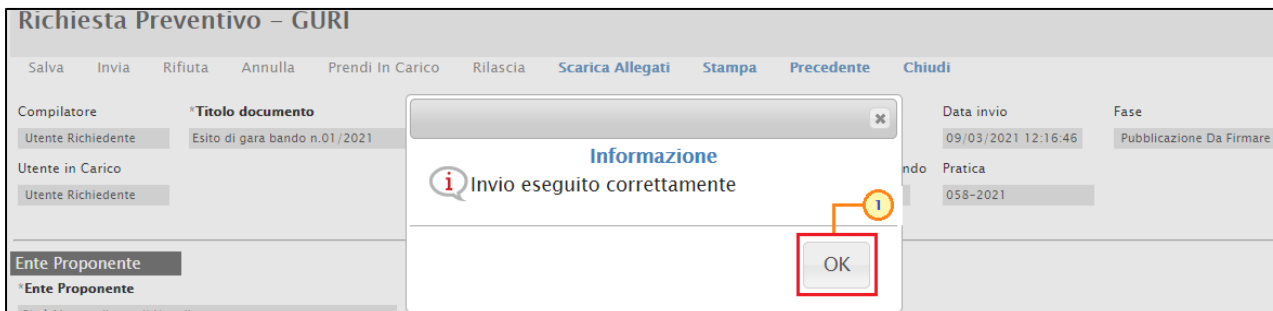 Richiesta Preventivo – GURI
Salva Invia Rifiuta Annulla Prendi In Carico Rilascia Scarica Allegati Stampa Precedente Chiudi
Compilatore *Titolo documento Data invio Fase
Utente Richiedente Esito di gara bando n.01/2021 09/03/2021 12:16:46 Pubblicazione Da Firmare
Informazione
Utente in Carico ndo Pratica
i Invio eseguito correttamente
Utente Richiedente 058-2021
1
OK
Ente Proponente
*Ente Proponente